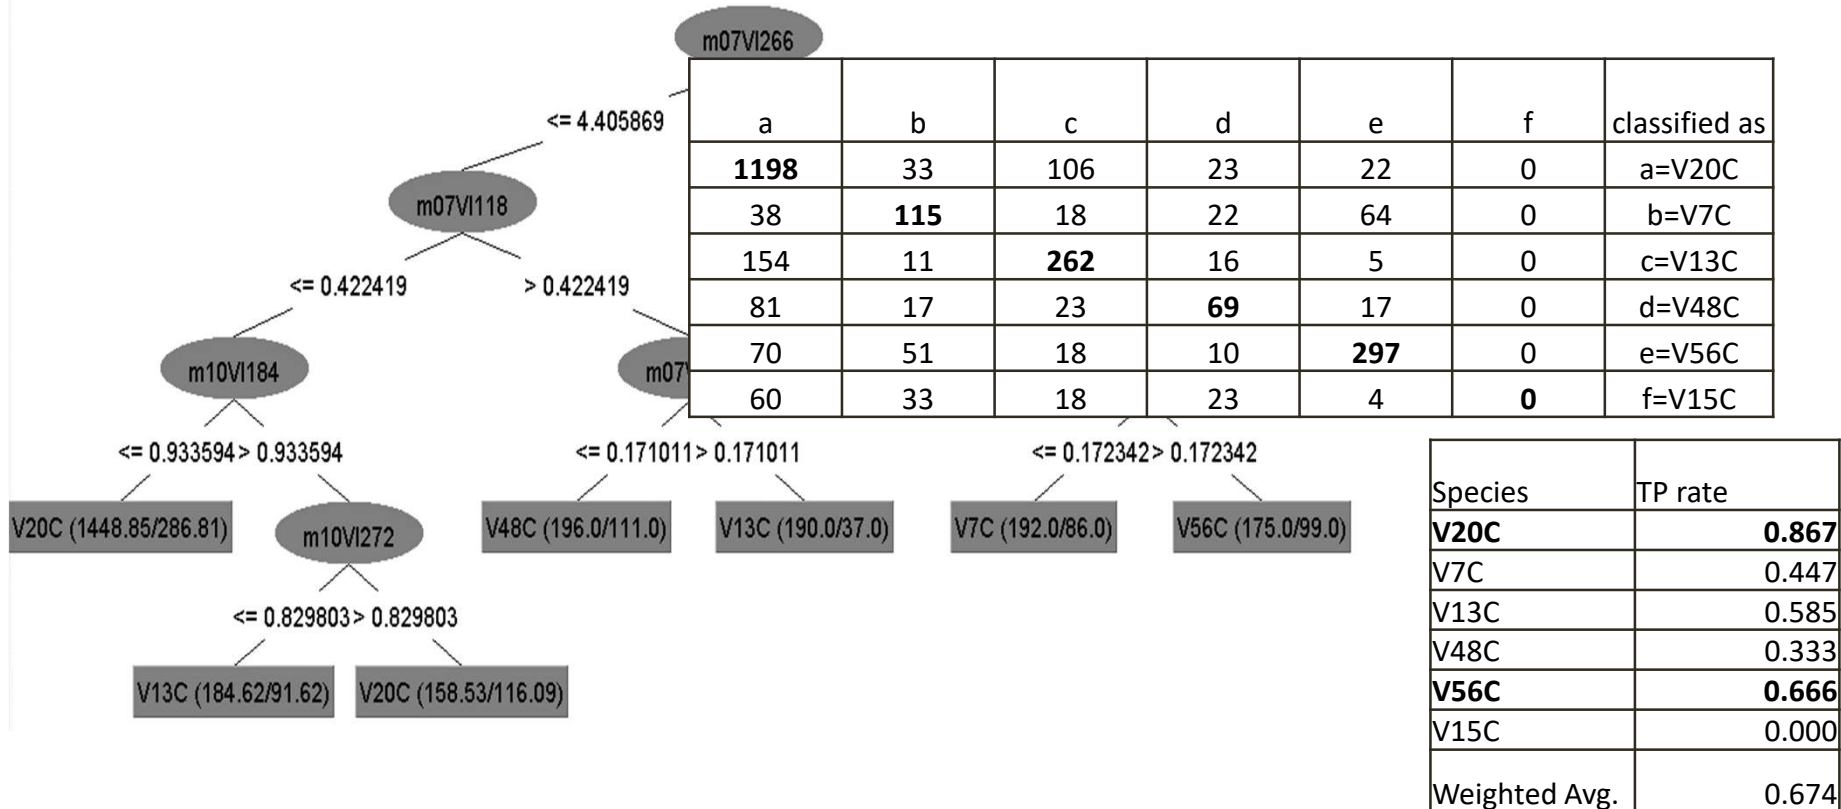 m07VI266
<= 4.405869
m07VI118
<= 0.422419 > 0.422419
m10VI184
m07V
<= 0.933594 > 0.933594
<= 0.171011 > 0.171011
<= 0.172342 > 0.172342
V20C (1448.85/286.81)
m10VI272
V48C (196.0/111.0)
V13C (190.0/37.0)
V7C (192.0/86.0)
V56C (175.0/99.0)
<= 0.829803 > 0.829803
V13C (184.62/91.62)
V20C (158.53/116.09)
a b c d e f classified as
1198 33 106 23 22 0 a=V20C
38 115 18 22 64 0 b=V7C
154 11 262 16 5 0 c=V13C
81 17 23 69 17 0 d=V48C
70 51 18 10 297 0 e=V56C
60 33 18 23 4 0 f=V15C
Species TP rate
V20C 0.867
V7C 0.447
V13C 0.585
V48C 0.333
V56C 0.666
V15C 0.000
Weighted Avg. 0.674